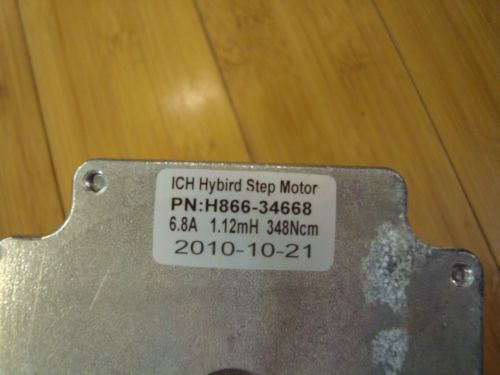 ICH Hybird Step Motor
PN:H866-34668
6.8A 1.12mH 348Ncm
2010-10-21